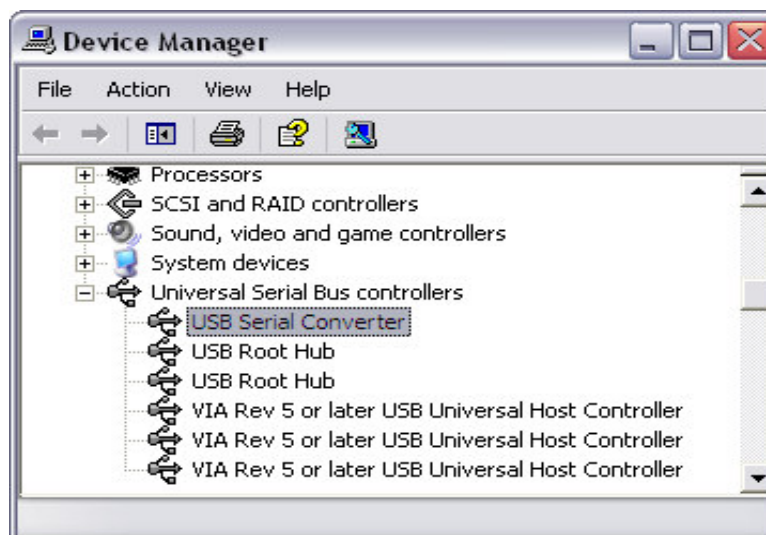 Device Manager
File Action View Help
Processors
SCSI and RAID controllers
Sound, video and game controllers
System devices
Universal Serial Bus controllers
USB Serial Converter
USB Root Hub
USB Root Hub
VIA Rev 5 or later USB Universal Host Controller
VIA Rev 5 or later USB Universal Host Controller
VIA Rev 5 or later USB Universal Host Controller